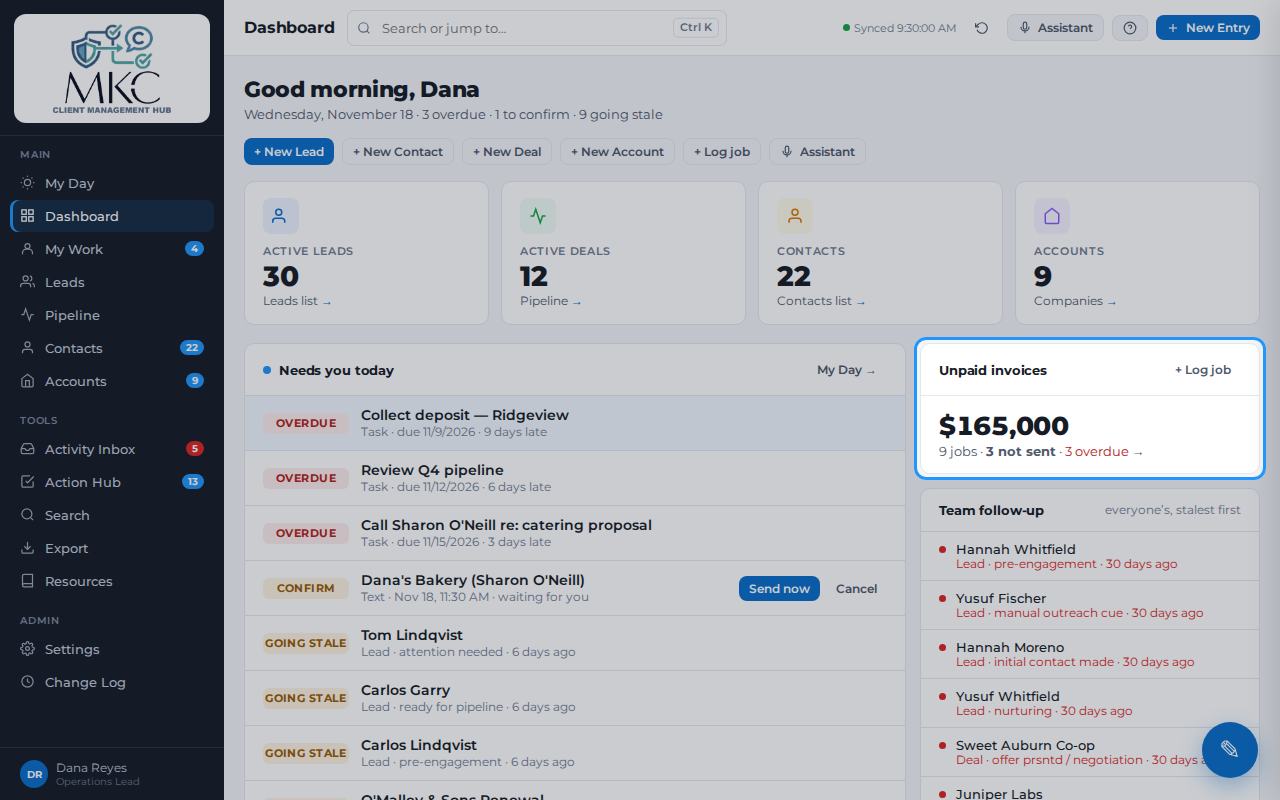 MKC
CLIENT MANAGEMENT HUB
MAIN
My Day
Dashboard
My Work 4
Leads
Pipeline
Contacts 22
Accounts 9
TOOLS
Activity Inbox 5
Action Hub 13
Search
Export
Resources
ADMIN
Settings
Change Log
DR
Dana Reyes
Operations Lead
Dashboard
Search or jump to... Ctrl K
Synced 9:30:00 AM
Assistant
+ New Entry
Good morning, Dana
Wednesday, November 18 · 3 overdue · 1 to confirm · 9 going stale
+ New Lead
+ New Contact
+ New Deal
+ New Account
+ Log job
Assistant
ACTIVE LEADS
30
Leads list →
ACTIVE DEALS
12
Pipeline →
CONTACTS
22
Contacts list →
ACCOUNTS
9
Companies →
Needs you today My Day →
OVERDUE
Collect deposit — Ridgeview
Task · due 11/9/2026 · 9 days late
OVERDUE
Review Q4 pipeline
Task · due 11/12/2026 · 6 days late
OVERDUE
Call Sharon O'Neill re: catering proposal
Task · due 11/15/2026 · 3 days late
CONFIRM
Dana's Bakery (Sharon O'Neill)
Text · Nov 18, 11:30 AM · waiting for you
Send now Cancel
GOING STALE
Tom Lindqvist
Lead · attention needed · 6 days ago
GOING STALE
Carlos Garry
Lead · ready for pipeline · 6 days ago
GOING STALE
Carlos Lindqvist
Lead · pre-engagement · 6 days ago
O'Malley & Sons Renewal
Unpaid invoices + Log job
$165,000
9 jobs · 3 not sent · 3 overdue →
Team follow-up everyone's, stalest first
Hannah Whitfield
Lead · pre-engagement · 30 days ago
Yusuf Fischer
Lead · manual outreach cue · 30 days ago
Hannah Moreno
Lead · initial contact made · 30 days ago
Yusuf Whitfield
Lead · nurturing · 30 days ago
Sweet Auburn Co-op
Deal · offer prsntd / negotiation · 30 days
Juniper Labs